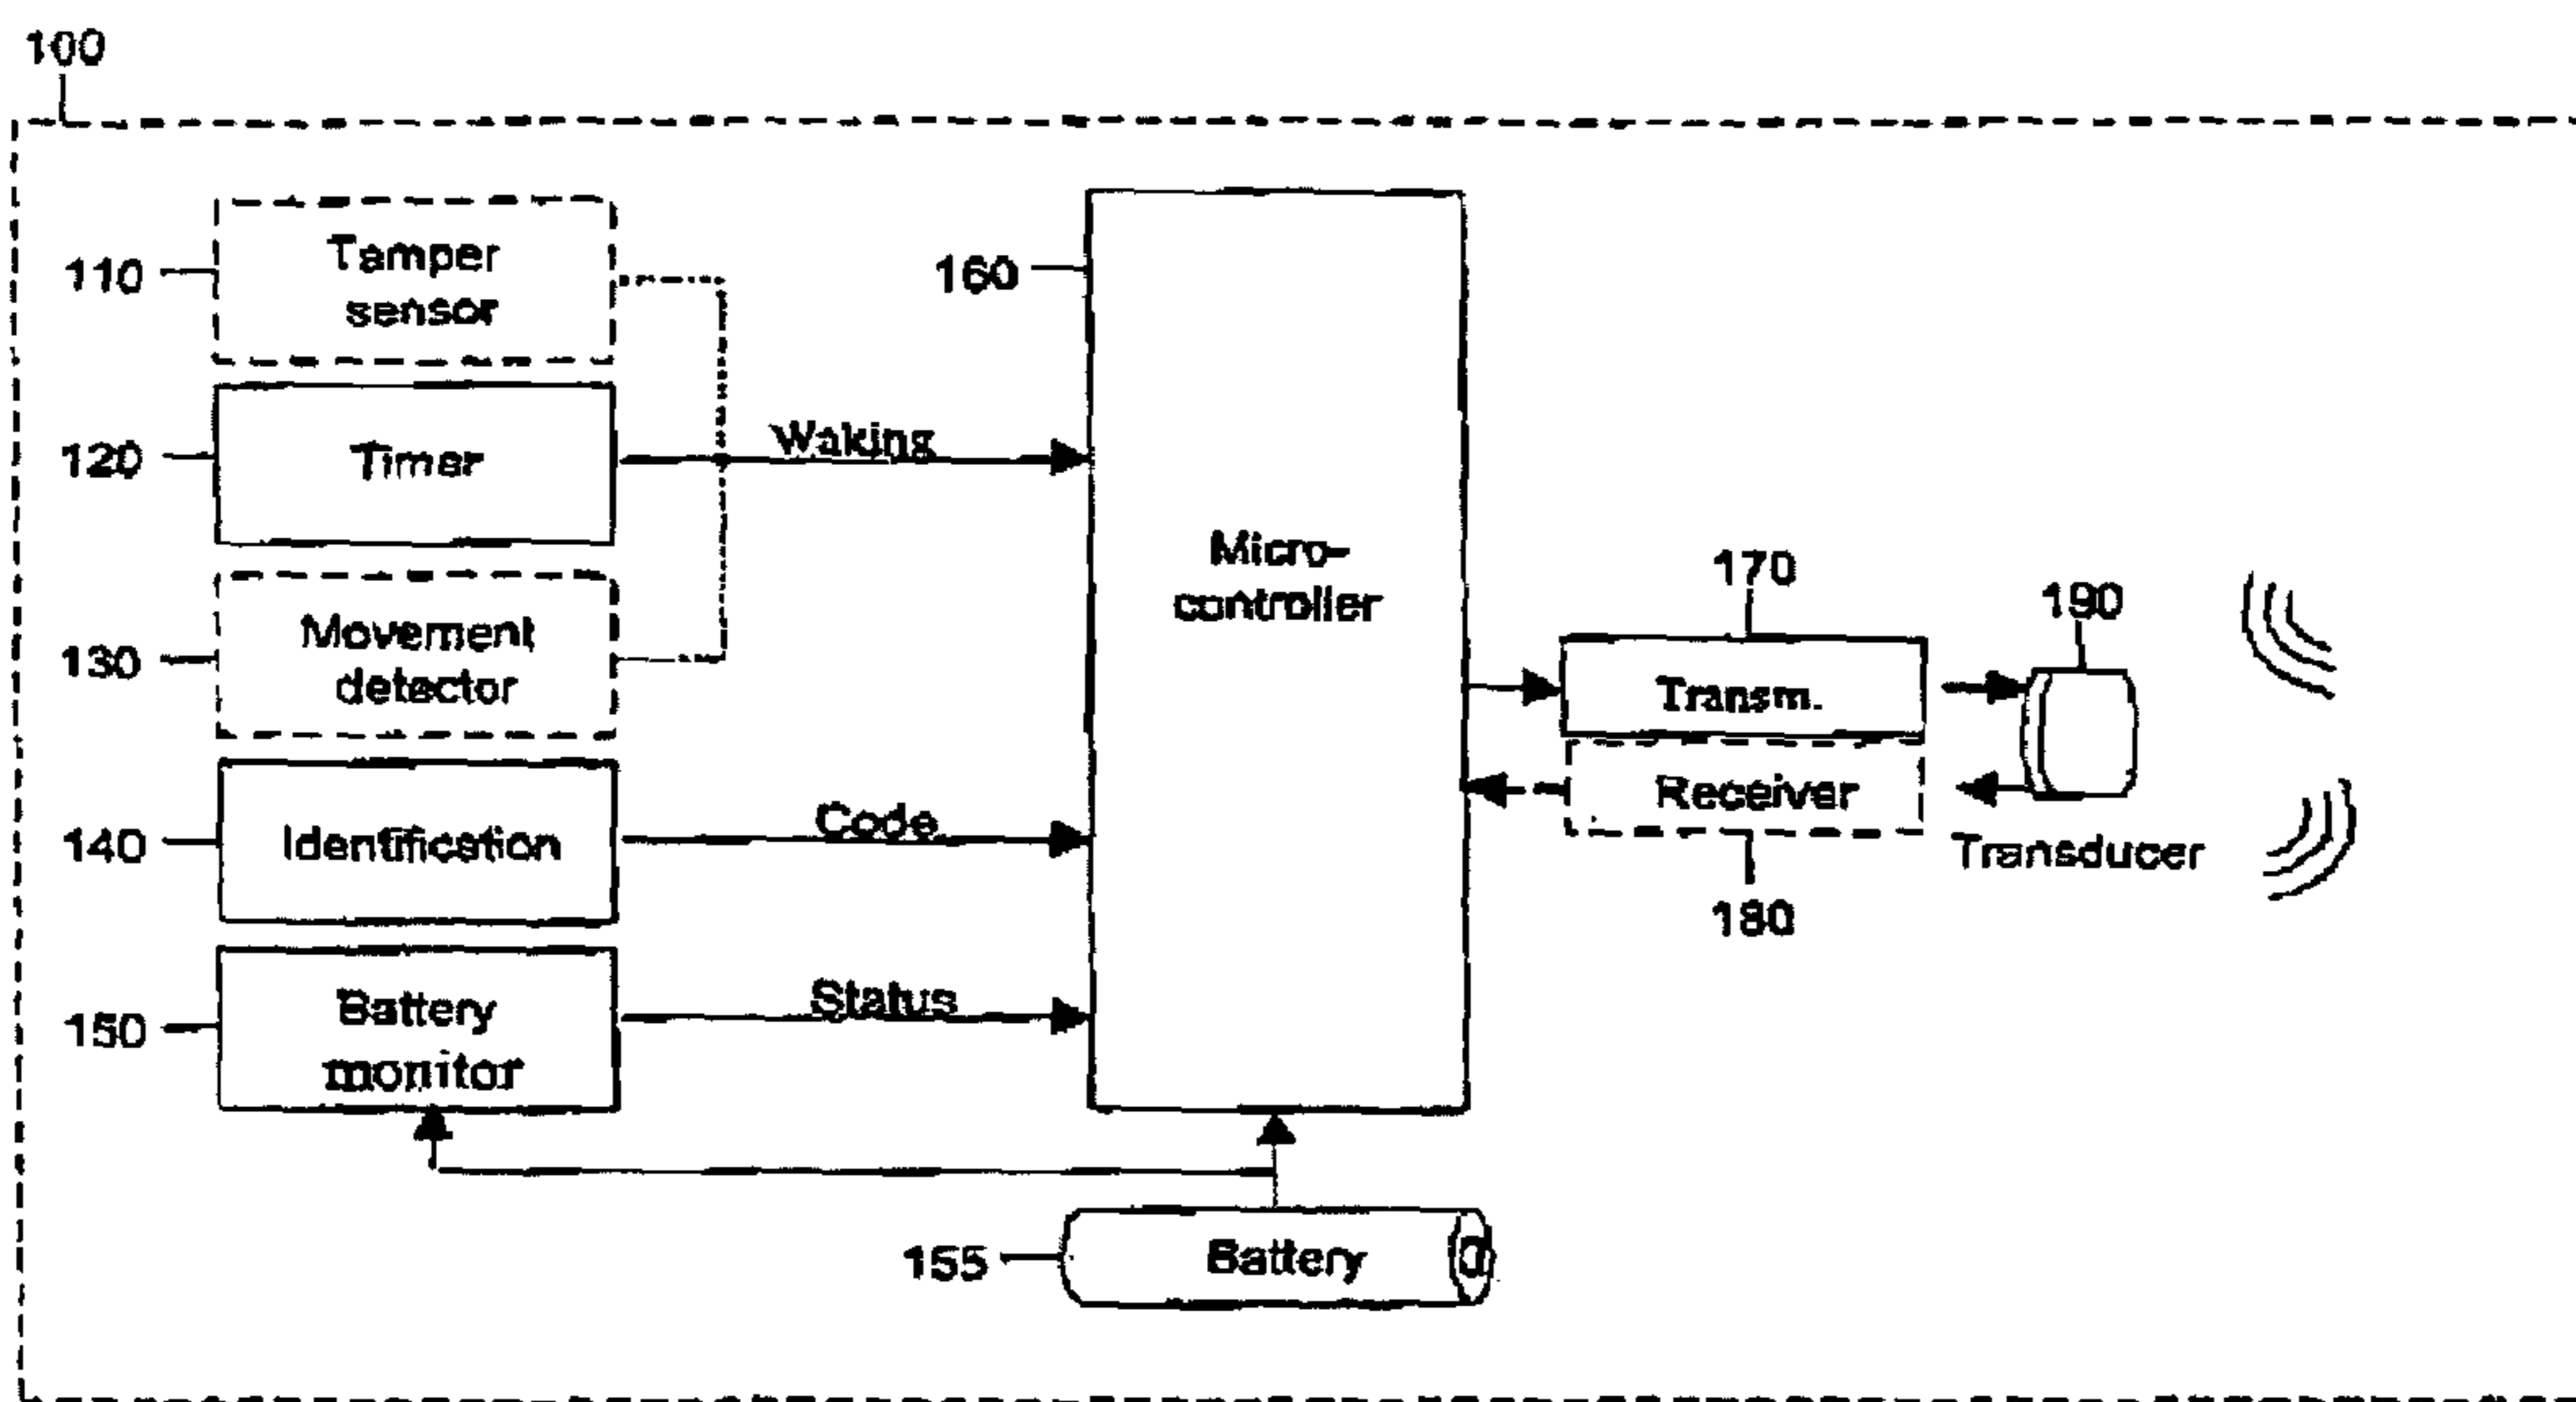 100
110
Tamper
sensor
120
Timer
130
Movement
detector
140
Identification
150
Battery
monitor
Waking
Code
Status
160
Micro-
controller
155
Battery
170
Transm.
Receiver
180
190
Transducer